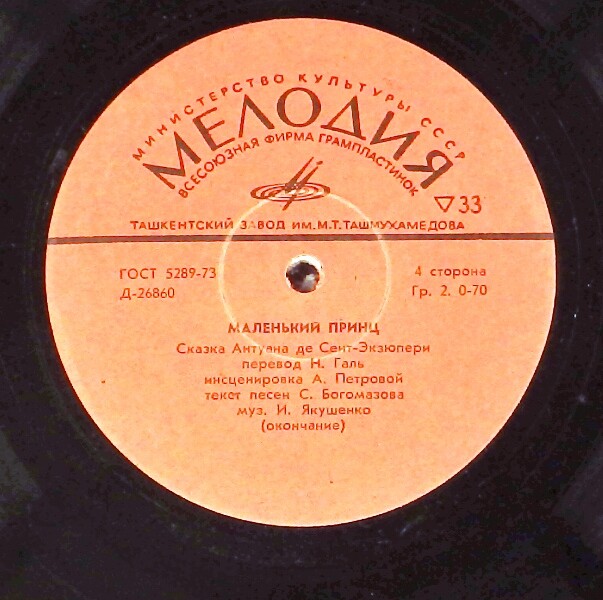 МИНИСТЕРСТВО КУЛЬТУРЫ СССР
МЕЛОДИЯ
ВСЕСОЮЗНАЯ ФИРМА ГРАМПЛАСТИНОК
33
ТАШКЕНТСКИЙ ЗАВОД ИМ.М.Т.ТАШМУХАМЕДОВА
ГОСТ 5289-73
Д-26860
4 сторона
Гр. 2. 0-70
МАЛЕНЬКИЙ ПРИНЦ
Сказка Антуана де Сент-Экзюпери
перевод Н. Галь
инсценировка А. Петровой
текст песен С. Богомазова
муз. И. Якушенко
(окончание)